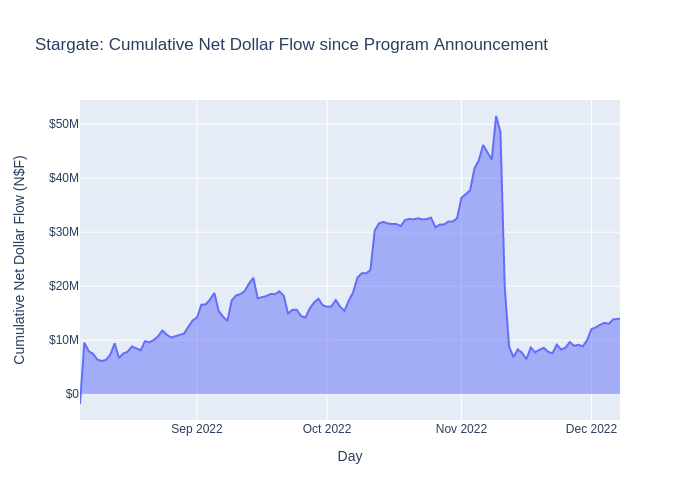 Stargate: Cumulative Net Dollar Flow since Program Announcement
Cumulative Net Dollar Flow (N$F)
$50M
$40M
$30M
$20M
$10M
$0
Sep 2022
Oct 2022
Nov 2022
Dec 2022
Day